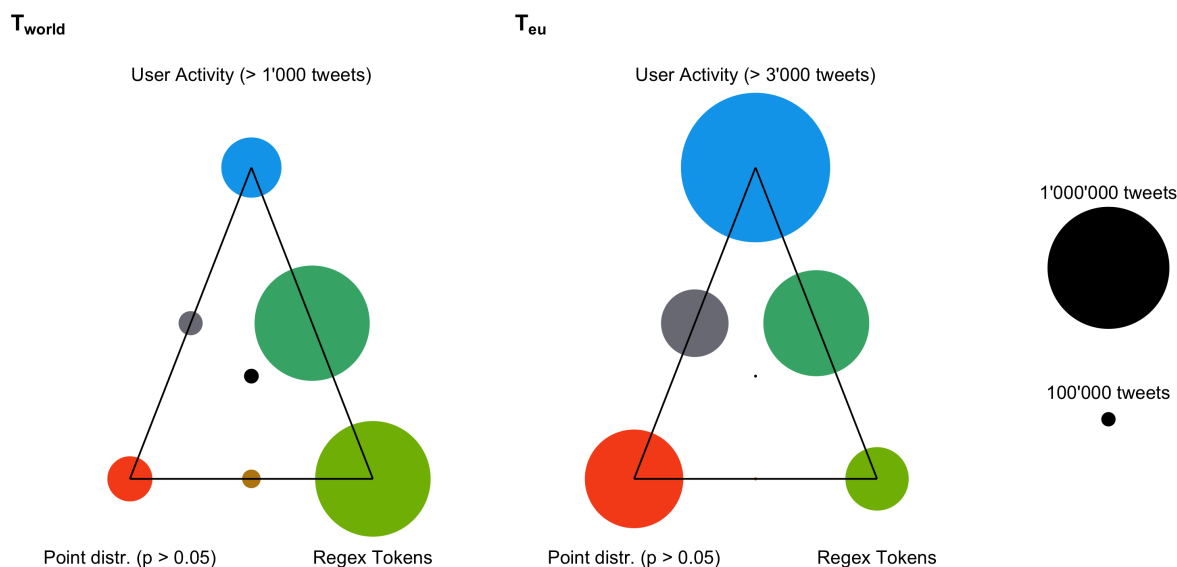 Tworld
User Activity (> 1'000 tweets)
Point distr. (p > 0.05)
Regex Tokens
Teu
User Activity (> 3'000 tweets)
Point distr. (p > 0.05)
Regex Tokens
1'000'000 tweets
100'000 tweets